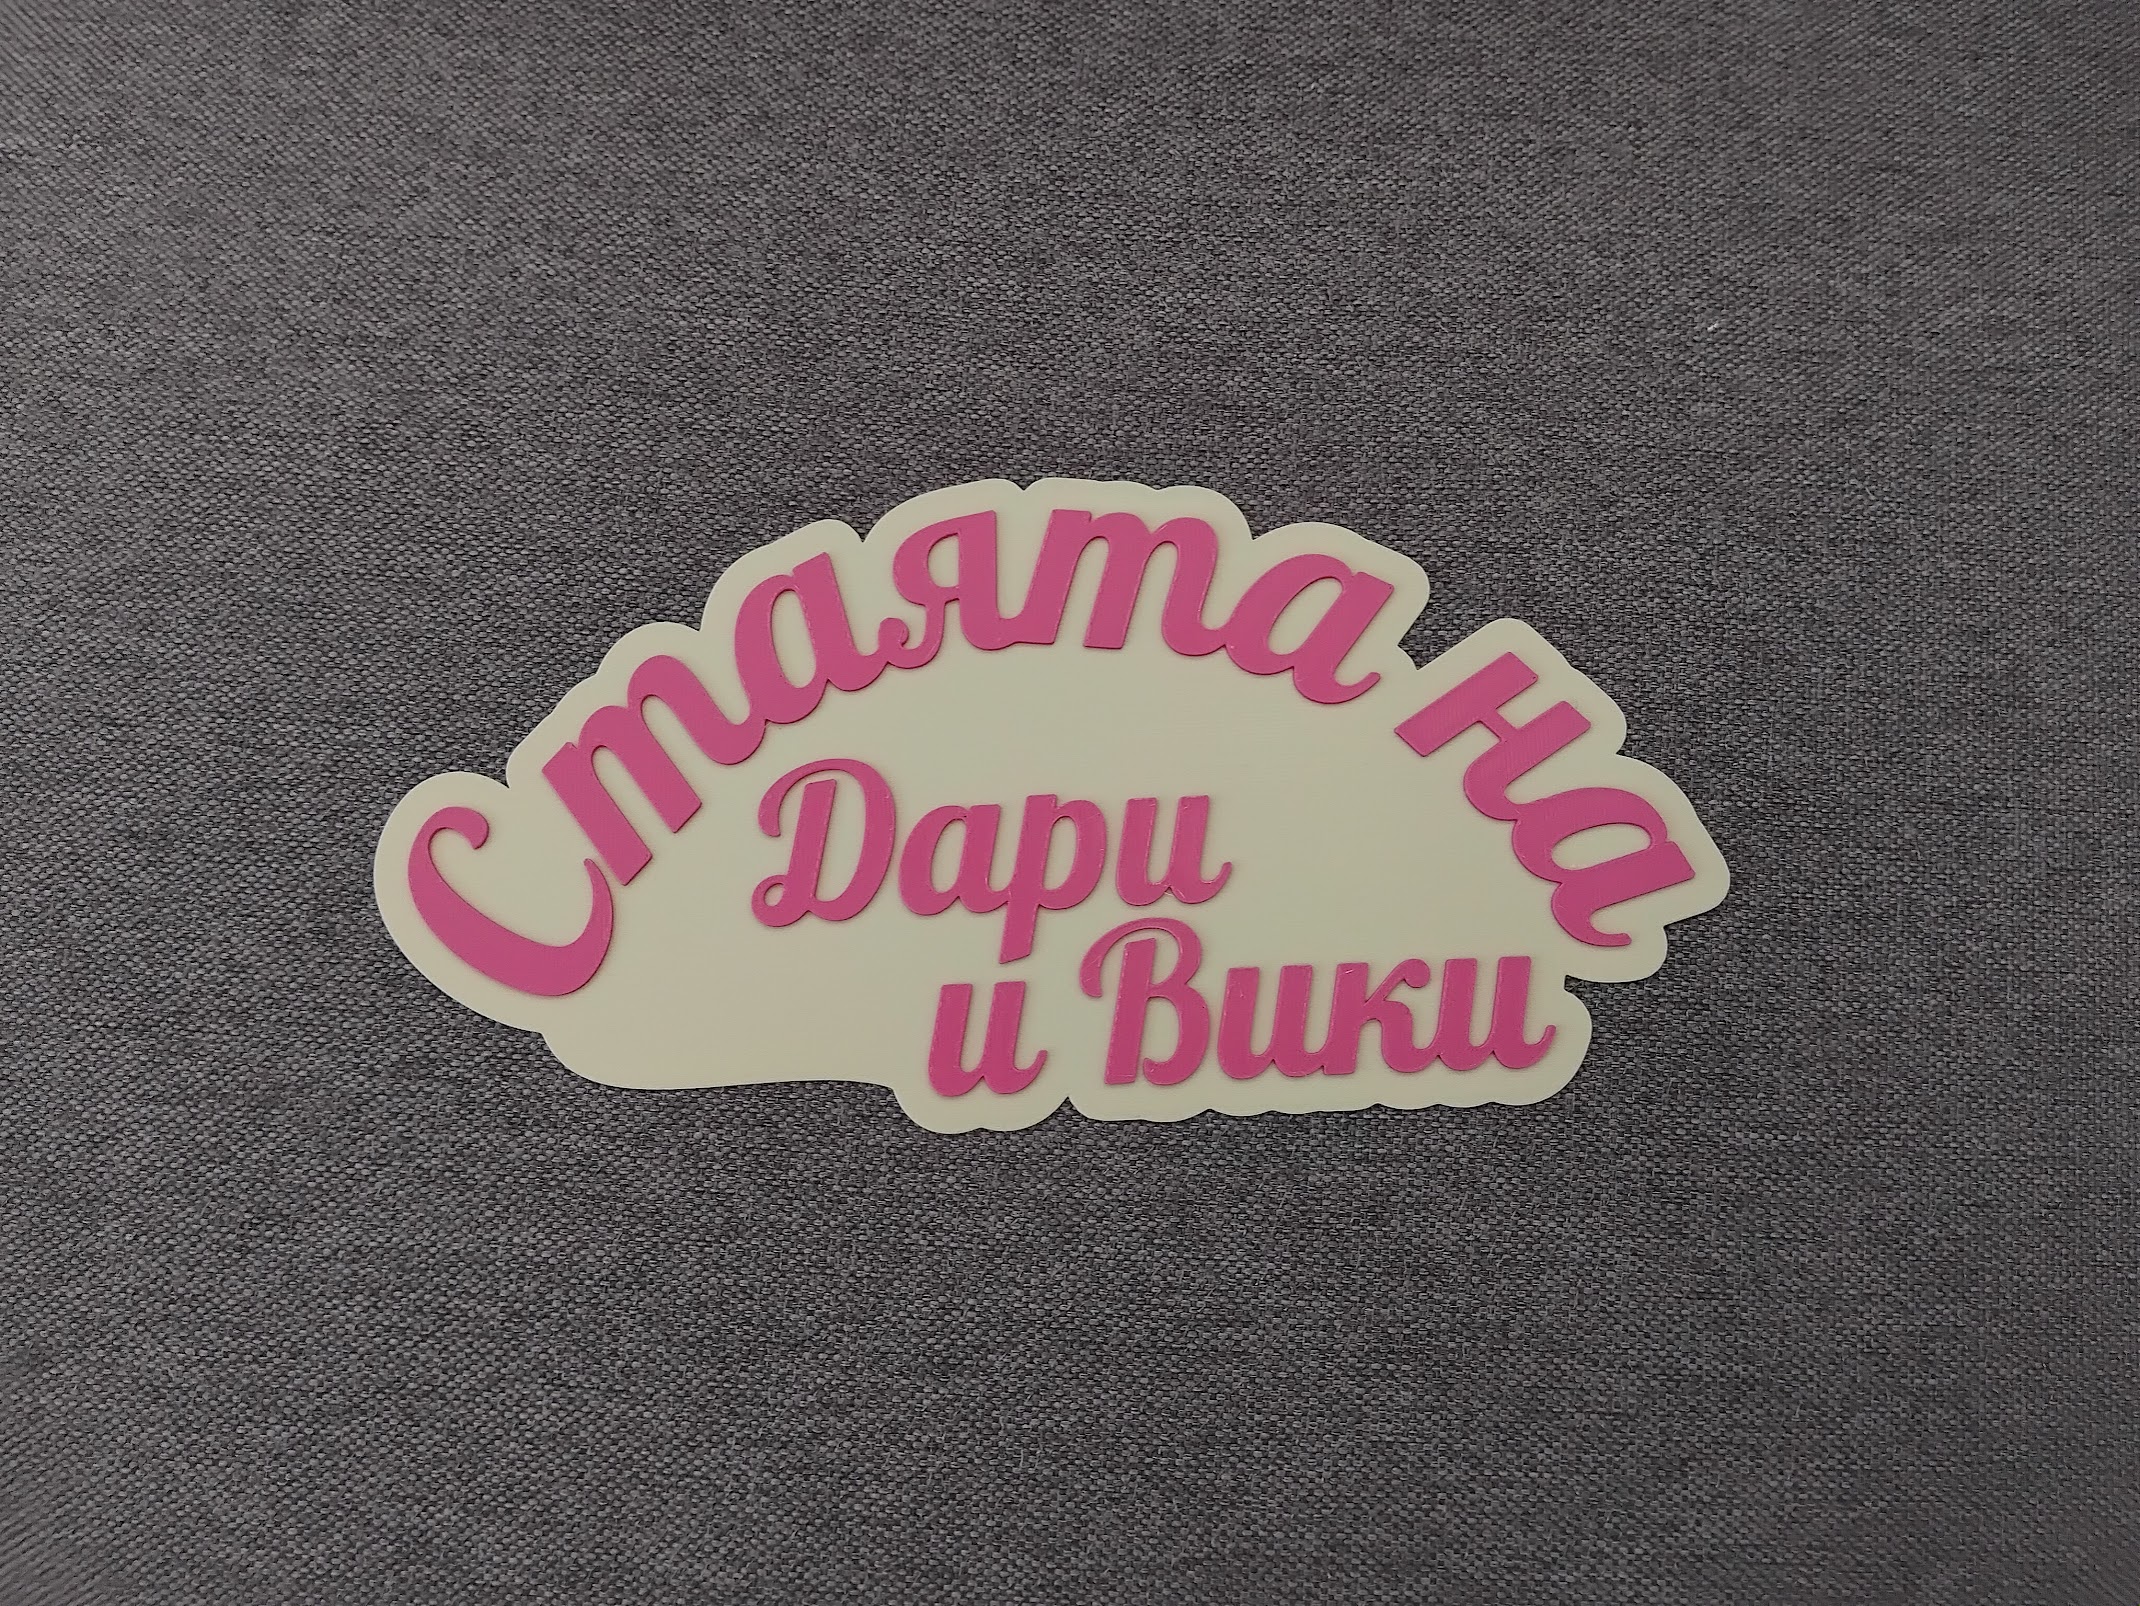 Стаята на
Дари
и Вики